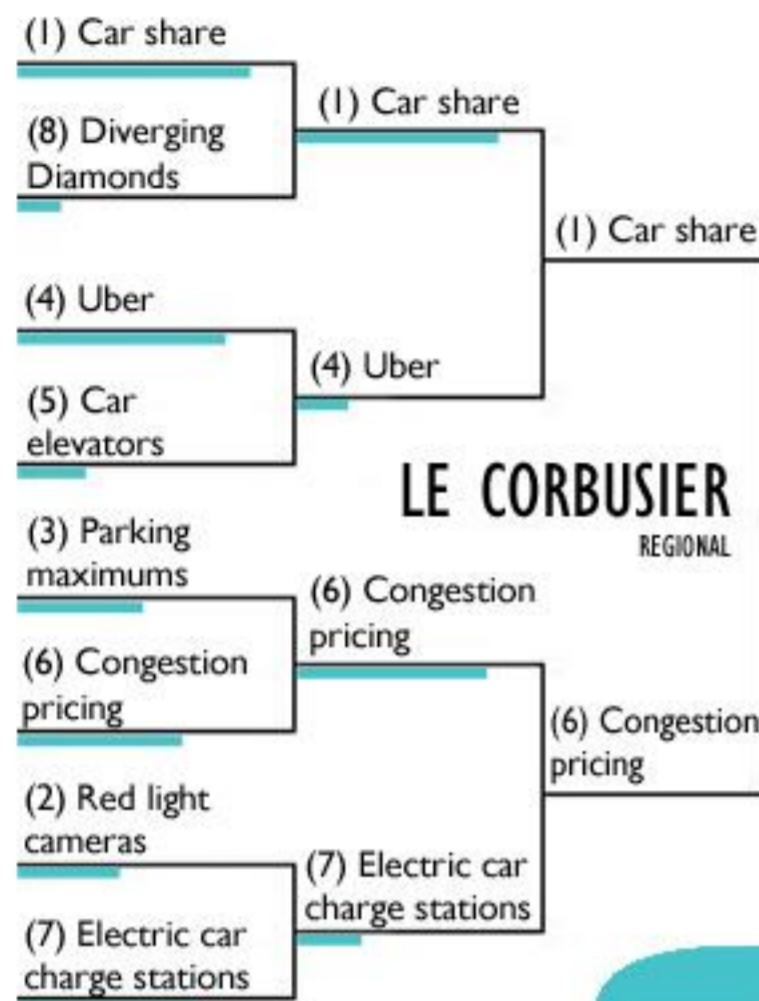 (1) Car share
(8) Diverging
Diamonds
(4) Uber
(5) Car
elevators
(3) Parking
maximums
(6) Congestion
pricing
(2) Red light
cameras
(7) Electric car
charge stations
(1) Car share
(4) Uber
(6) Congestion
pricing
(7) Electric car
charge stations
(1) Car share
(6) Congestion
pricing
LE CORBUSIER
REGIONAL